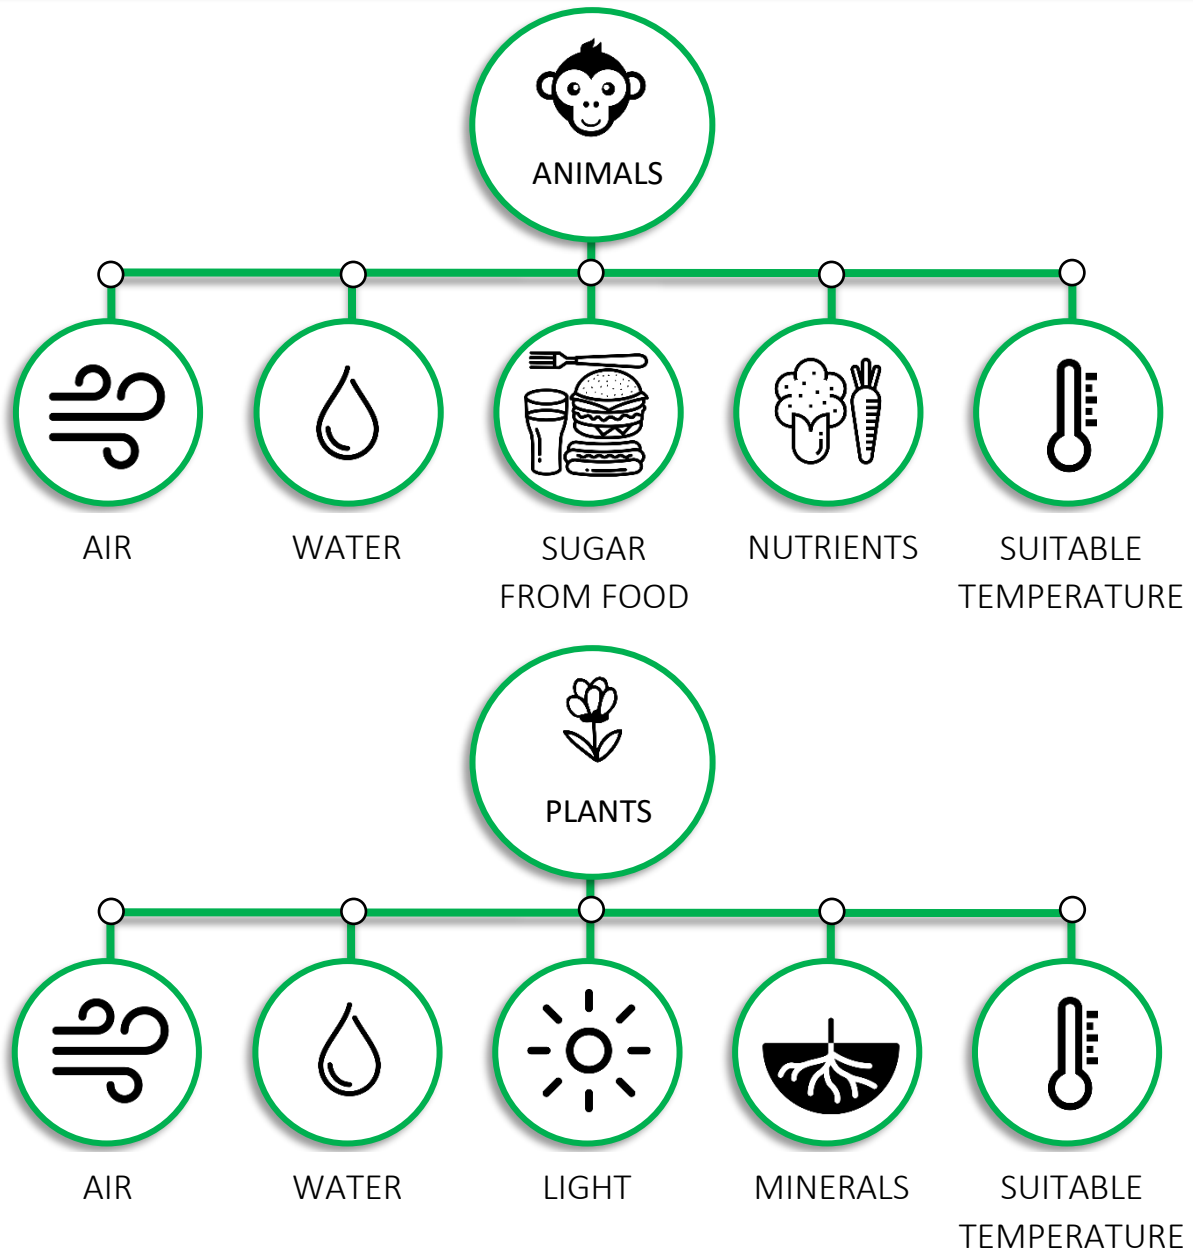 ANIMALS
AIR
WATER
SUGAR
FROM FOOD
NUTRIENTS
SUITABLE
TEMPERATURE
PLANTS
AIR
WATER
LIGHT
MINERALS
SUITABLE
TEMPERATURE